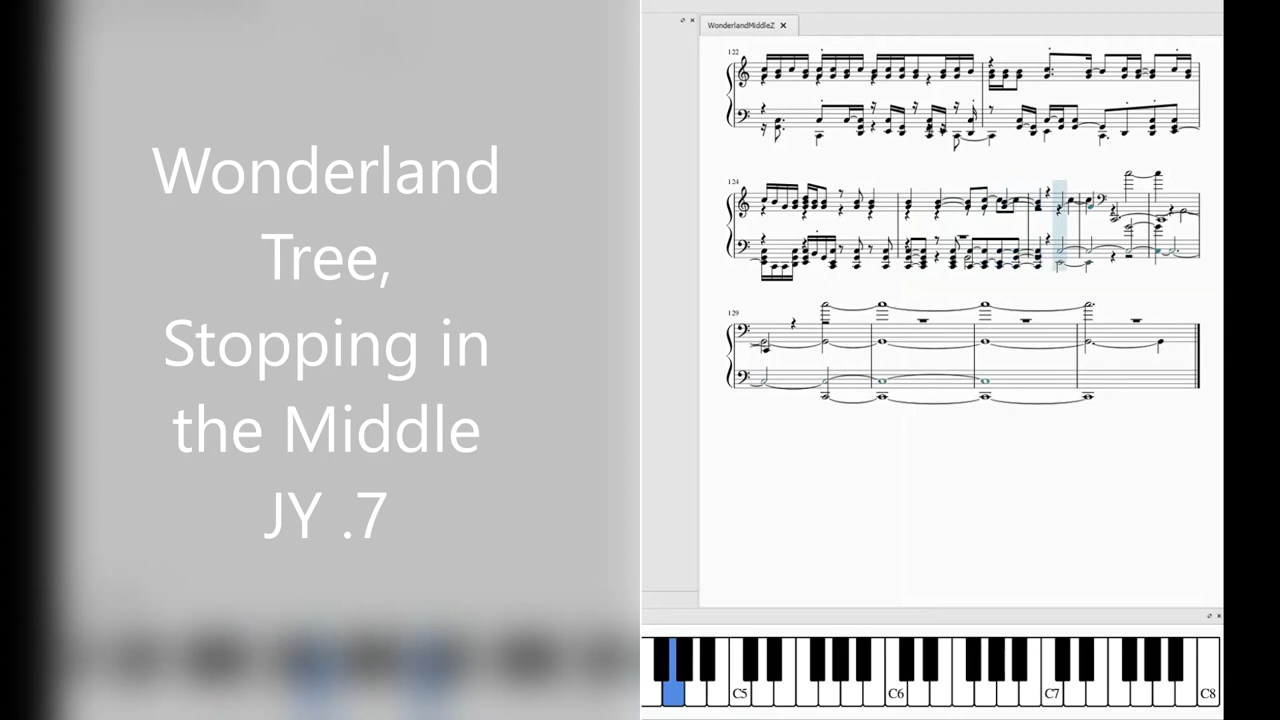 Wonderland
Tree,
Stopping in
the Middle
JY .7
WonderlandMiddleZ
122
124
129
C5
C6
C7
C8